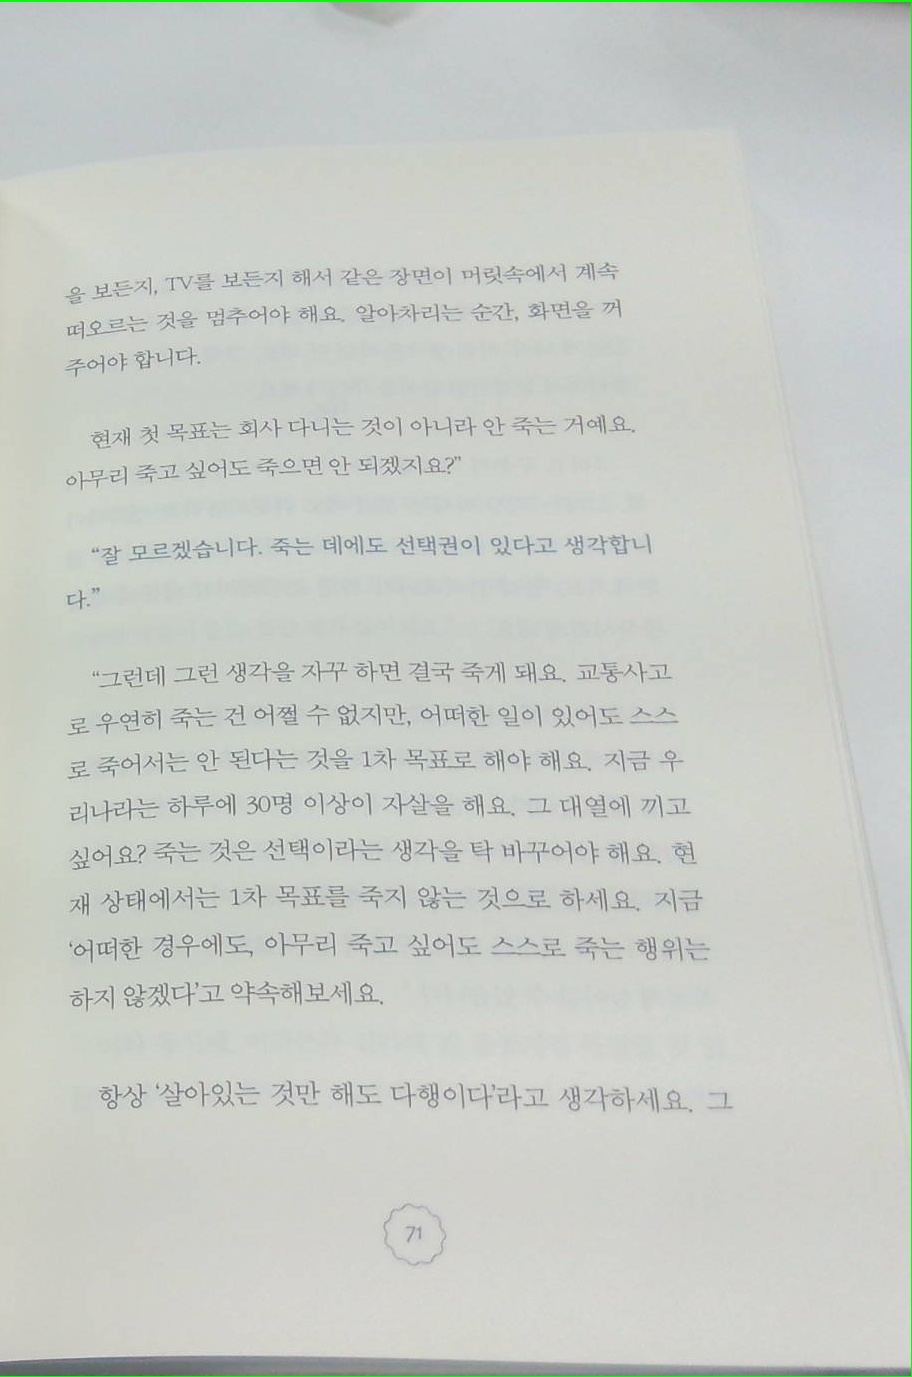 을 보든지, TV를 보든지 해서 같은 장면이 머릿속에서 계속
떠오르는 것을 멈추어야 해요. 알아차리는 순간, 화면을 꺼
주어야 합니다.
현재 첫 목표는 회사 다니는 것이 아니라 안 죽는 거예요.
아무리 죽고 싶어도 죽으면 안 되겠지요?”
“잘 모르겠습니다. 죽는 데에도 선택권이 있다고 생각합니
다.”
“그런데 그런 생각을 자꾸 하면 결국 죽게 돼요. 교통사고
로 우연히 죽는 건 어쩔 수 없지만, 어떠한 일이 있어도 스스
로 죽어서는 안 된다는 것을 1차 목표로 해야 해요. 지금 우
리나라는 하루에 30명 이상이 자살을 해요. 그 대열에 끼고
싶어요? 죽는 것은 선택이라는 생각을 탁 바꾸어야 해요. 현
재 상태에서는 1차 목표를 죽지 않는 것으로 하세요. 지금
‘어떠한 경우에도, 아무리 죽고 싶어도 스스로 죽는 행위는
하지 않겠다’고 약속해보세요.
항상 ‘살아있는 것만 해도 다행이다’라고 생각하세요. 그
71